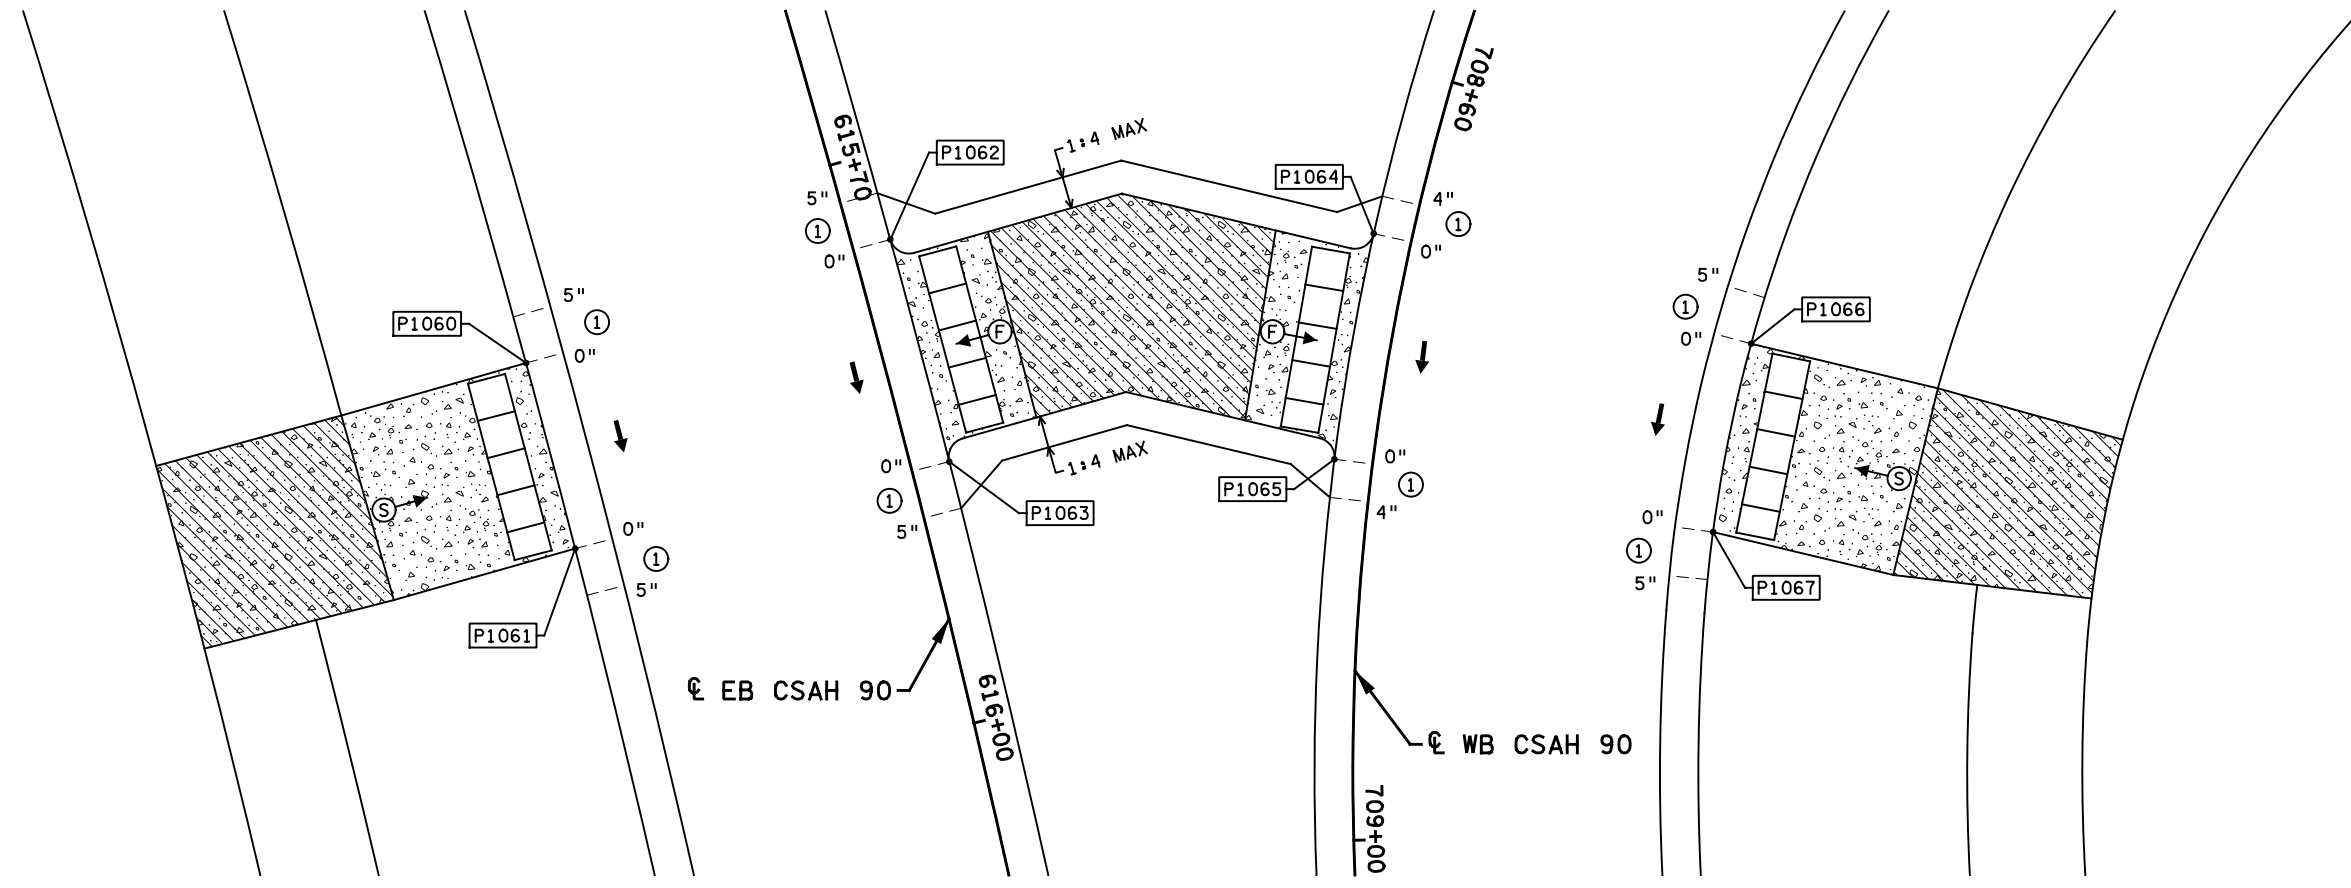 708+60
615+70
1:4 MAX
P1062
P1064
5"
1
0"
4"
1
0"
P1060
5"
1
0"
F
F
5"
1
0"
P1066
S
0"
1
5"
P1061
0"
1
5"
P1063
1:4 MAX
0"
1
4"
P1065
S
0"
1
5"
P1067
℄ EB CSAH 90
616+00
℄ WB CSAH 90
709+00